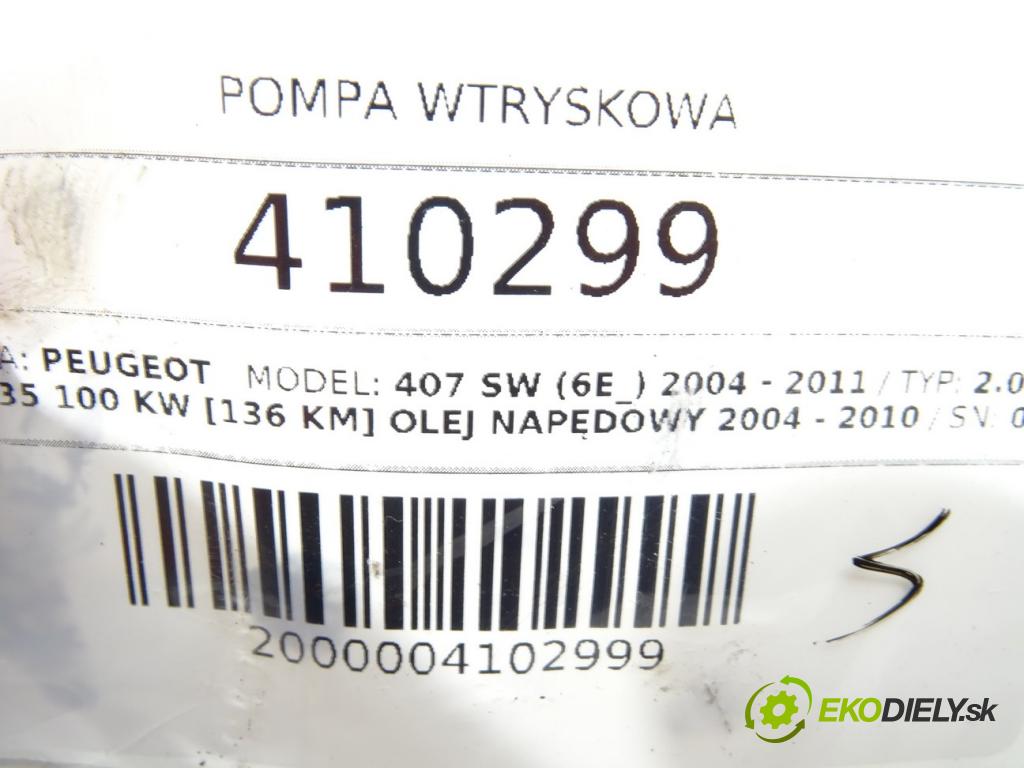 POMPA WTRYSKOWA
410299
A: PEUGEOT MODEL: 407 SW (6E_) 2004 - 2011 / TYP: 2.0
35 100 KW [136 KM] OLEJ NAPĘDOWY 2004 - 2010 / SN: 0
2000004102999
EKODIELY.sk